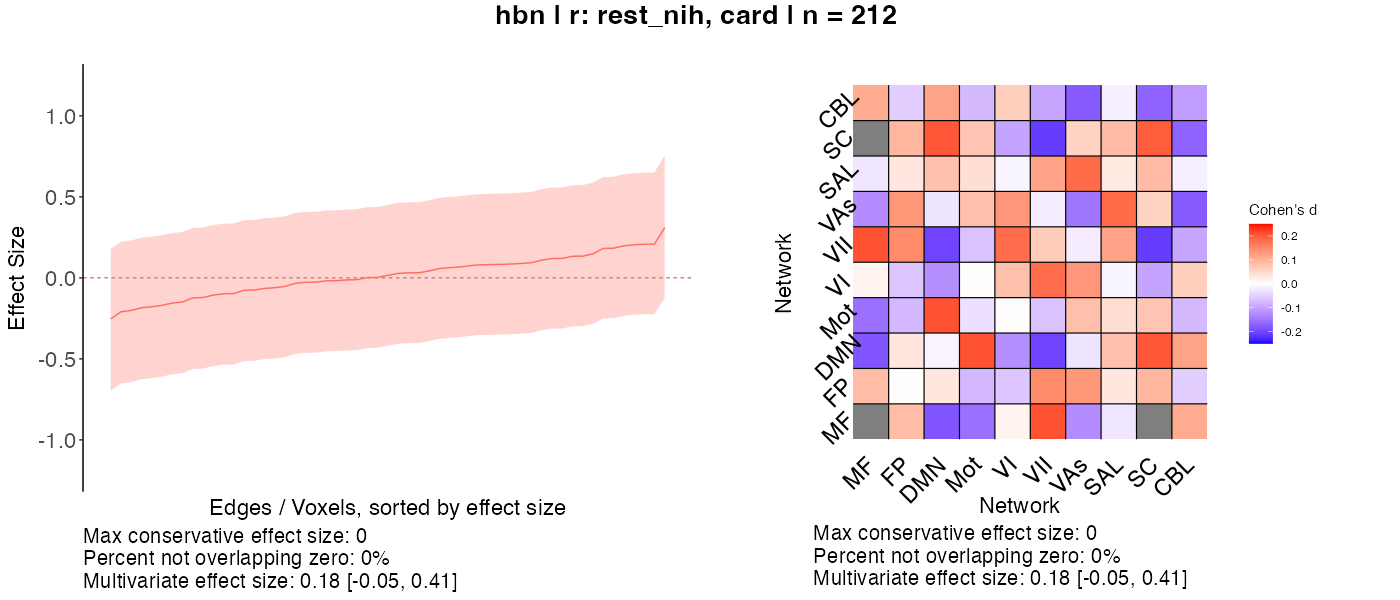 hbn | r: rest_nih, card | n = 212
1.0
0.5
0.0
-0.5
-1.0
Effect Size
Edges / Voxels, sorted by effect size
Max conservative effect size: 0
Percent not overlapping zero: 0%
Multivariate effect size: 0.18 [-0.05, 0.41]
Network
CBL
SC
SAL
VAs
VII
VI
Mot
DMN
FP
MF
MF
FP
DMN
Mot
VI
VII
VAs
SAL
SC
CBL
Network
Max conservative effect size: 0
Percent not overlapping zero: 0%
Multivariate effect size: 0.18 [-0.05, 0.41]
Cohen's d
0.2
0.1
0.0
-0.1
-0.2